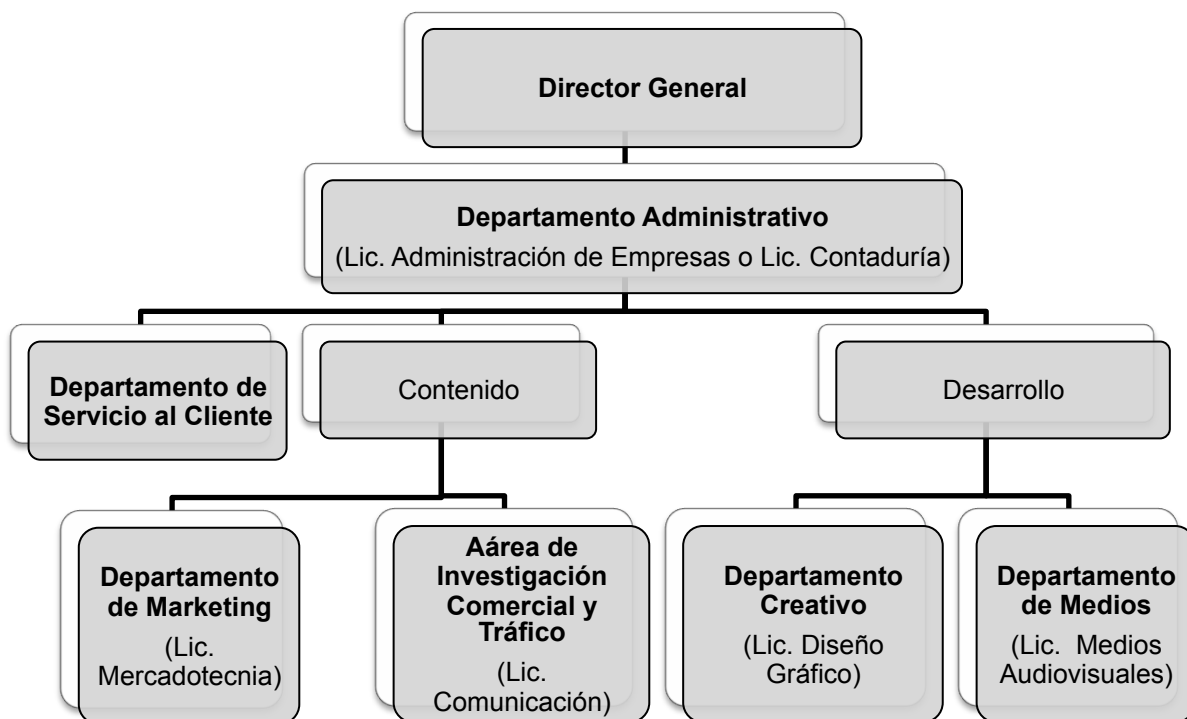 Director General
Departamento Administrativo
(Lic. Administración de Empresas o Lic. Contaduría)
Departamento de
Servicio al Cliente
Contenido
Desarrollo
Departamento
de Marketing
(Lic.
Mercadotecnia)
Aárea de
Investigación
Comercial y
Tráfico
(Lic.
Comunicación)
Departamento
Creativo
(Lic. Diseño
Gráfico)
Departamento
de Medios
(Lic. Medios
Audiovisuales)